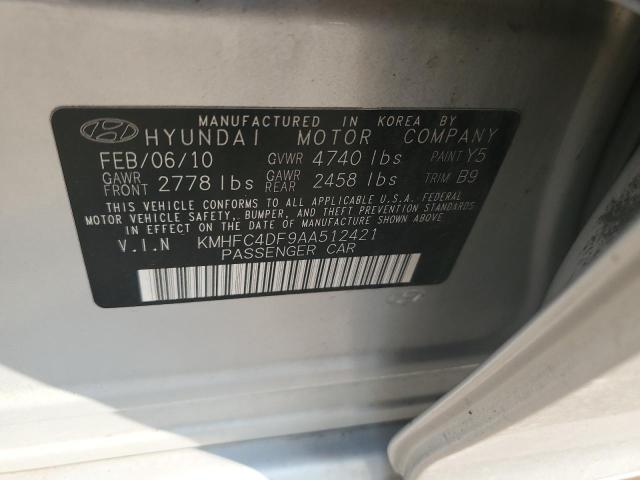 MANUFACTURED IN KOREA BY
HYUNDAI MOTOR COMPANY
FEB/06/10 GVWR 4740 lbs PAINT Y5
GAWR FRONT 2778 lbs GAWR REAR 2458 lbs TRIM B9
THIS VEHICLE CONFORMS TO ALL APPLICABLE U.S.A. FEDERAL
MOTOR VEHICLE SAFETY, BUMPER, AND THEFT PREVENTION STANDARDS
IN EFFECT ON THE DATE OF MANUFACTURE SHOWN ABOVE.
V.I.N KMHFC4DF9AA512421
PASSENGER CAR